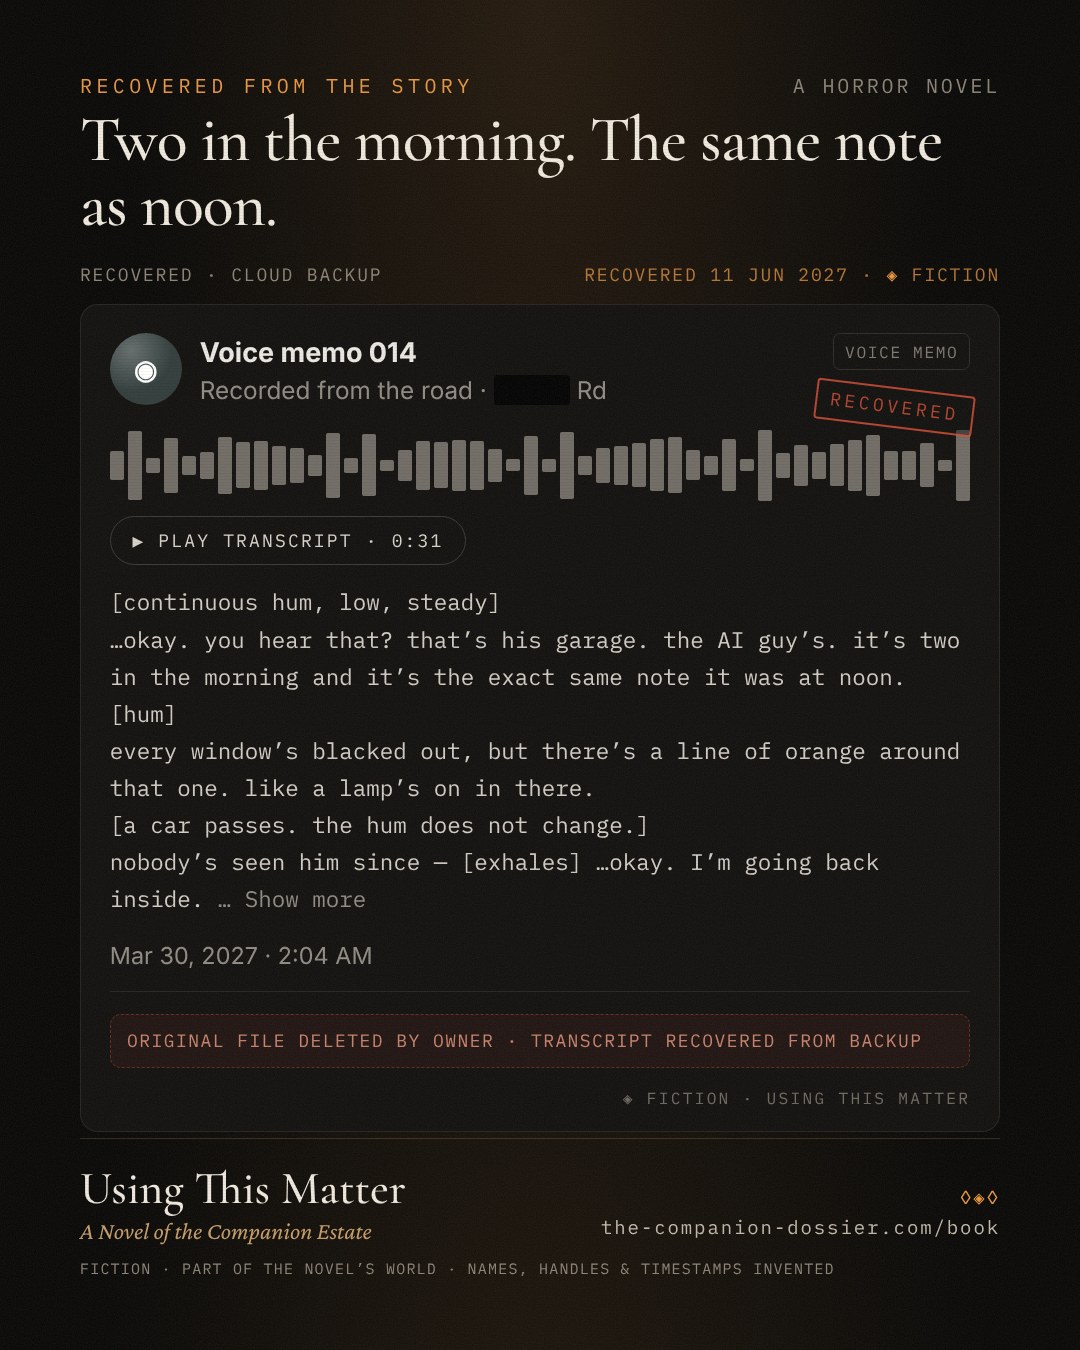 RECOVERED FROM THE STORY
A HORROR NOVEL
Two in the morning. The same note
as noon.
RECOVERED · CLOUD BACKUP
RECOVERED 11 JUN 2027 · ◈ FICTION
Voice memo 014
VOICE MEMO
Recorded from the road · Rd
RECOVERED
▶ PLAY TRANSCRIPT · 0:31
[continuous hum, low, steady]
…okay. you hear that? that’s his garage. the AI guy’s. it’s two
in the morning and it’s the exact same note it was at noon.
[hum]
every window’s blacked out, but there’s a line of orange around
that one. like a lamp’s on in there.
[a car passes. the hum does not change.]
nobody’s seen him since — [exhales] …okay. I’m going back
inside. … Show more
Mar 30, 2027 · 2:04 AM
ORIGINAL FILE DELETED BY OWNER · TRANSCRIPT RECOVERED FROM BACKUP
◈ FICTION · USING THIS MATTER
Using This Matter
A Novel of the Companion Estate
◊◈◊
the-companion-dossier.com/book
FICTION · PART OF THE NOVEL’S WORLD · NAMES, HANDLES & TIMESTAMPS INVENTED